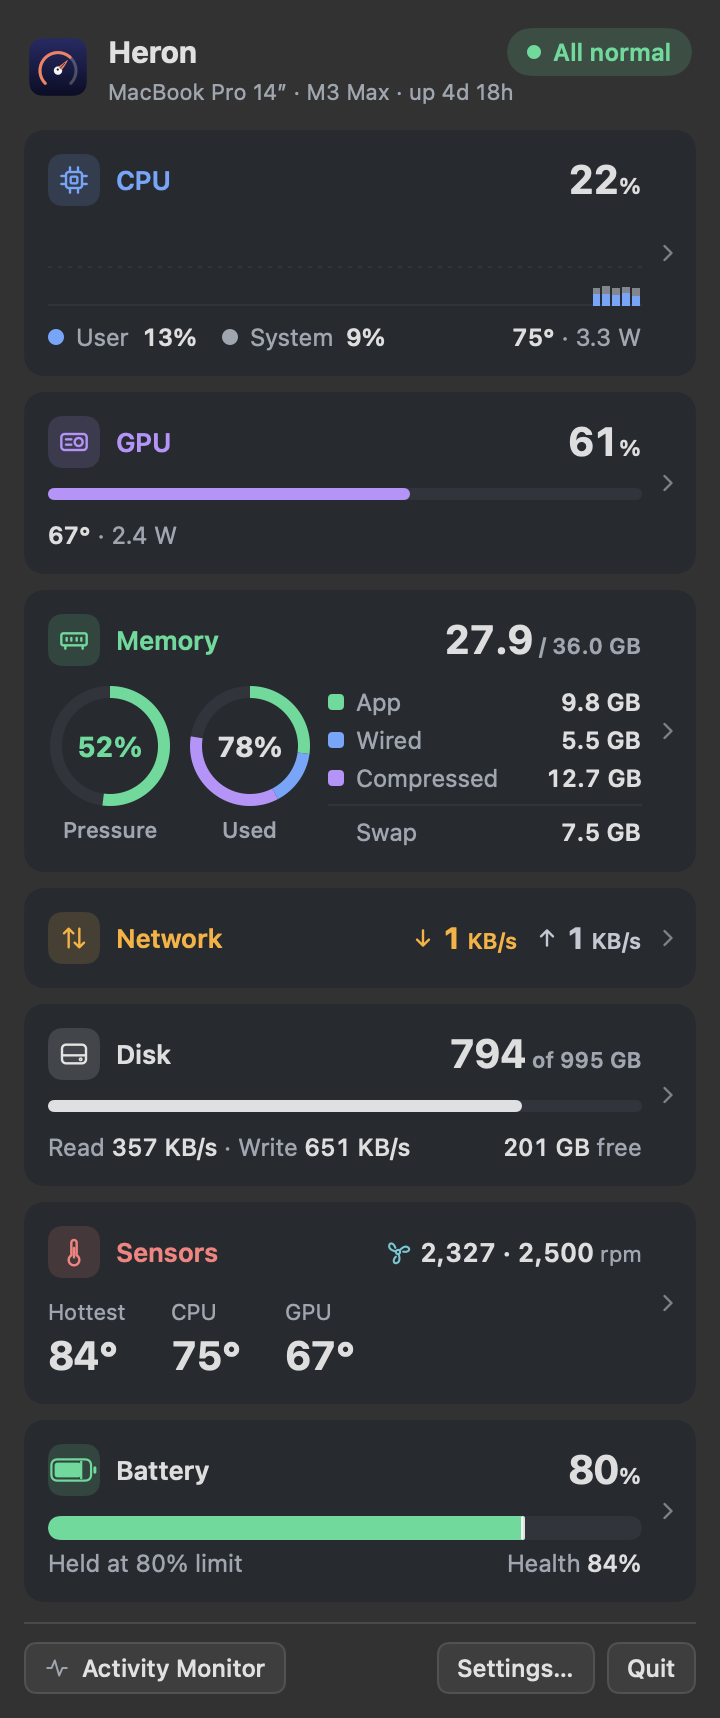 Heron
All normal
MacBook Pro 14″ · M3 Max · up 4d 18h
CPU 22%
User 13% System 9% 75° · 3.3 W
GPU 61%
67° · 2.4 W
Memory 27.9 / 36.0 GB
52%
Pressure
78%
Used
App 9.8 GB
Wired 5.5 GB
Compressed 12.7 GB
Swap 7.5 GB
Network ↓ 1 KB/s ↑ 1 KB/s
Disk 794 of 995 GB
Read 357 KB/s · Write 651 KB/s 201 GB free
Sensors 2,327 · 2,500 rpm
Hottest CPU GPU
84° 75° 67°
Battery 80%
Held at 80% limit Health 84%
Activity Monitor Settings... Quit